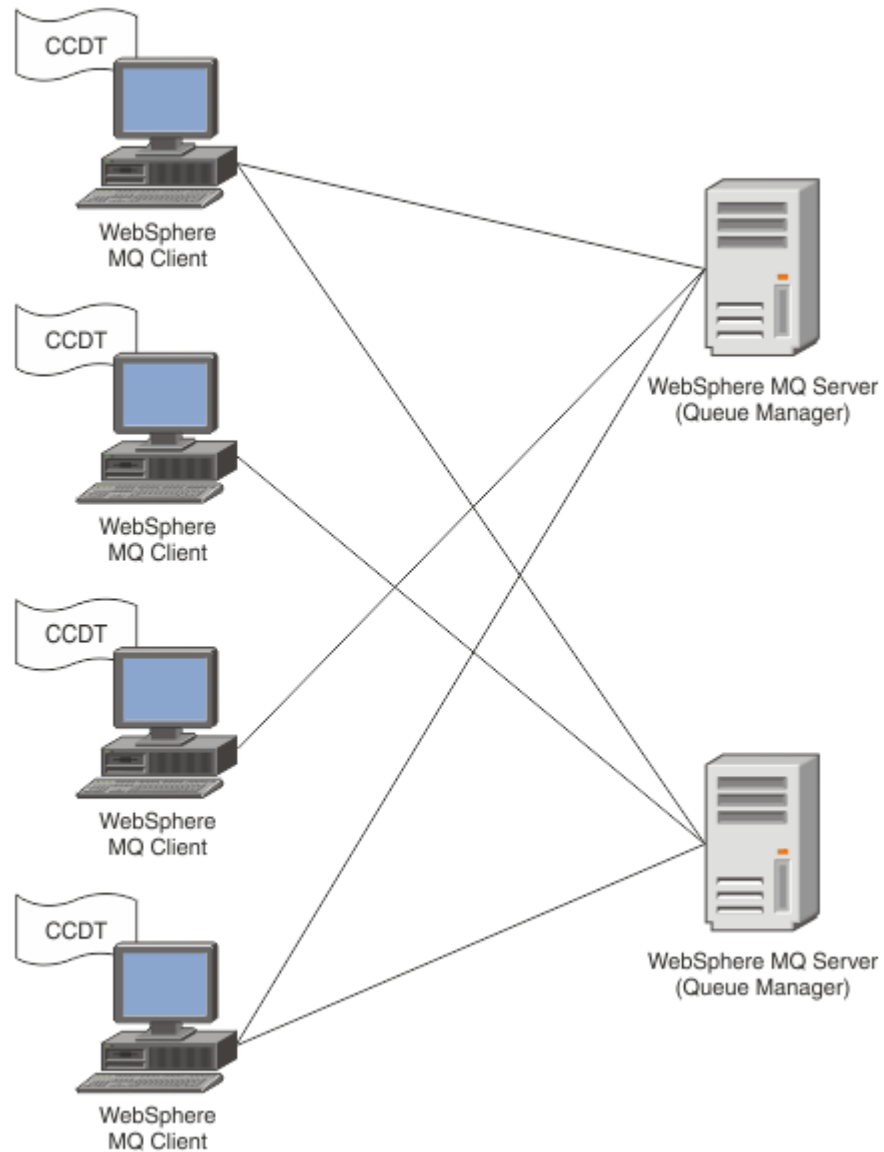 CCDT
WebSphere
MQ Client
CCDT
WebSphere
MQ Client
WebSphere MQ Server
(Queue Manager)
CCDT
WebSphere
MQ Client
CCDT
WebSphere
MQ Client
WebSphere MQ Server
(Queue Manager)